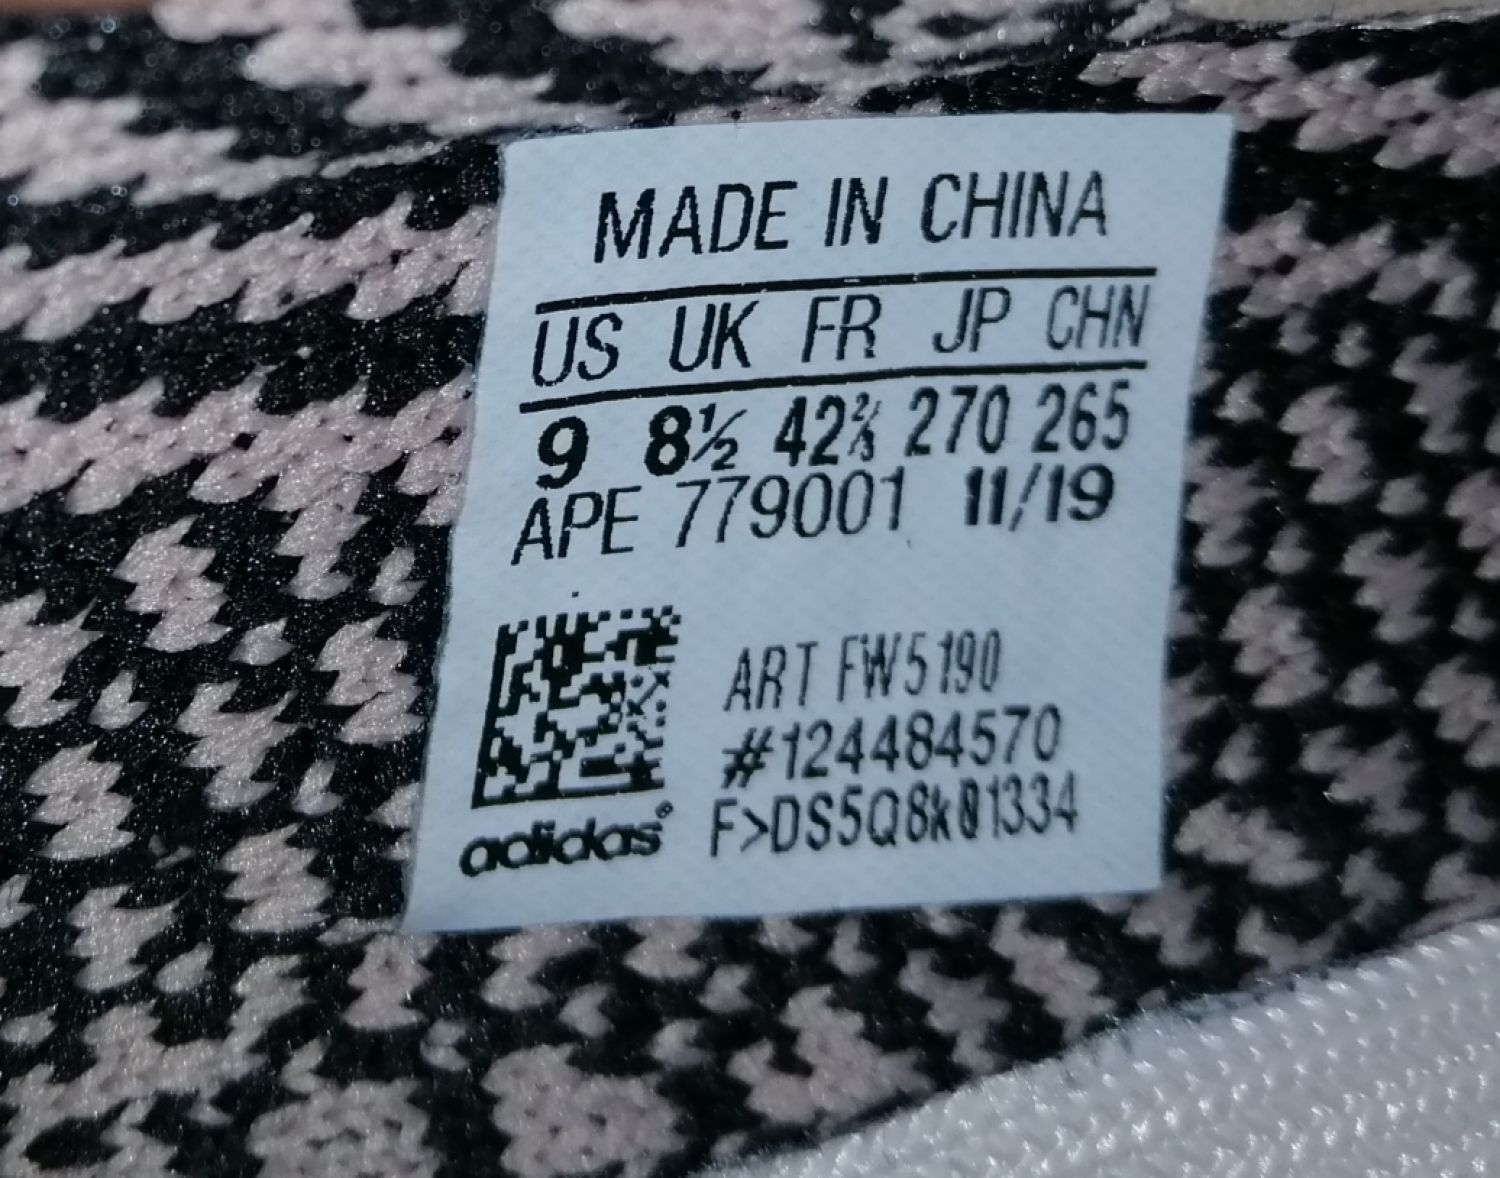 MADE IN CHINA
US UK FR JP CHN
9 8½ 42⅔ 270 265
APE 779001 11/19
ART FW5190
#124484570
F>DS5Q8k01334
adidas®